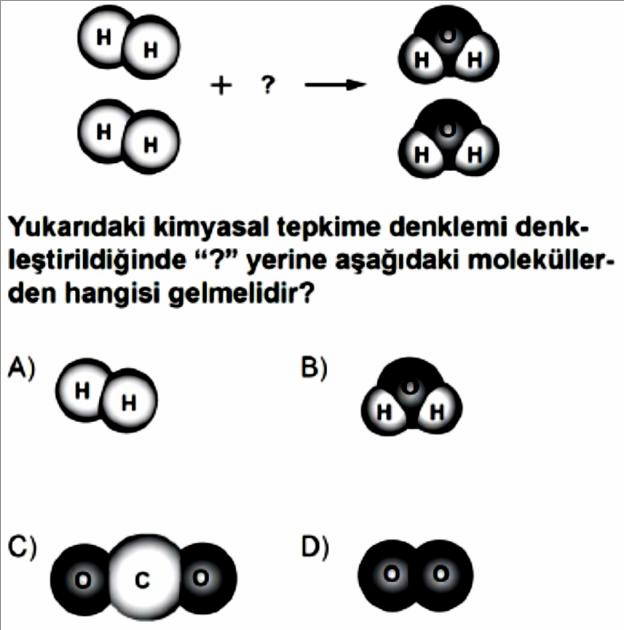 H H O H H
+ ? →
H H O H H
Yukarıdaki kimyasal tepkime denklemi denk-
leştirildiğinde “?” yerine aşağıdaki moleküller-
den hangisi gelmelidir?
A) H H B) O H H
C) O C O D) O O